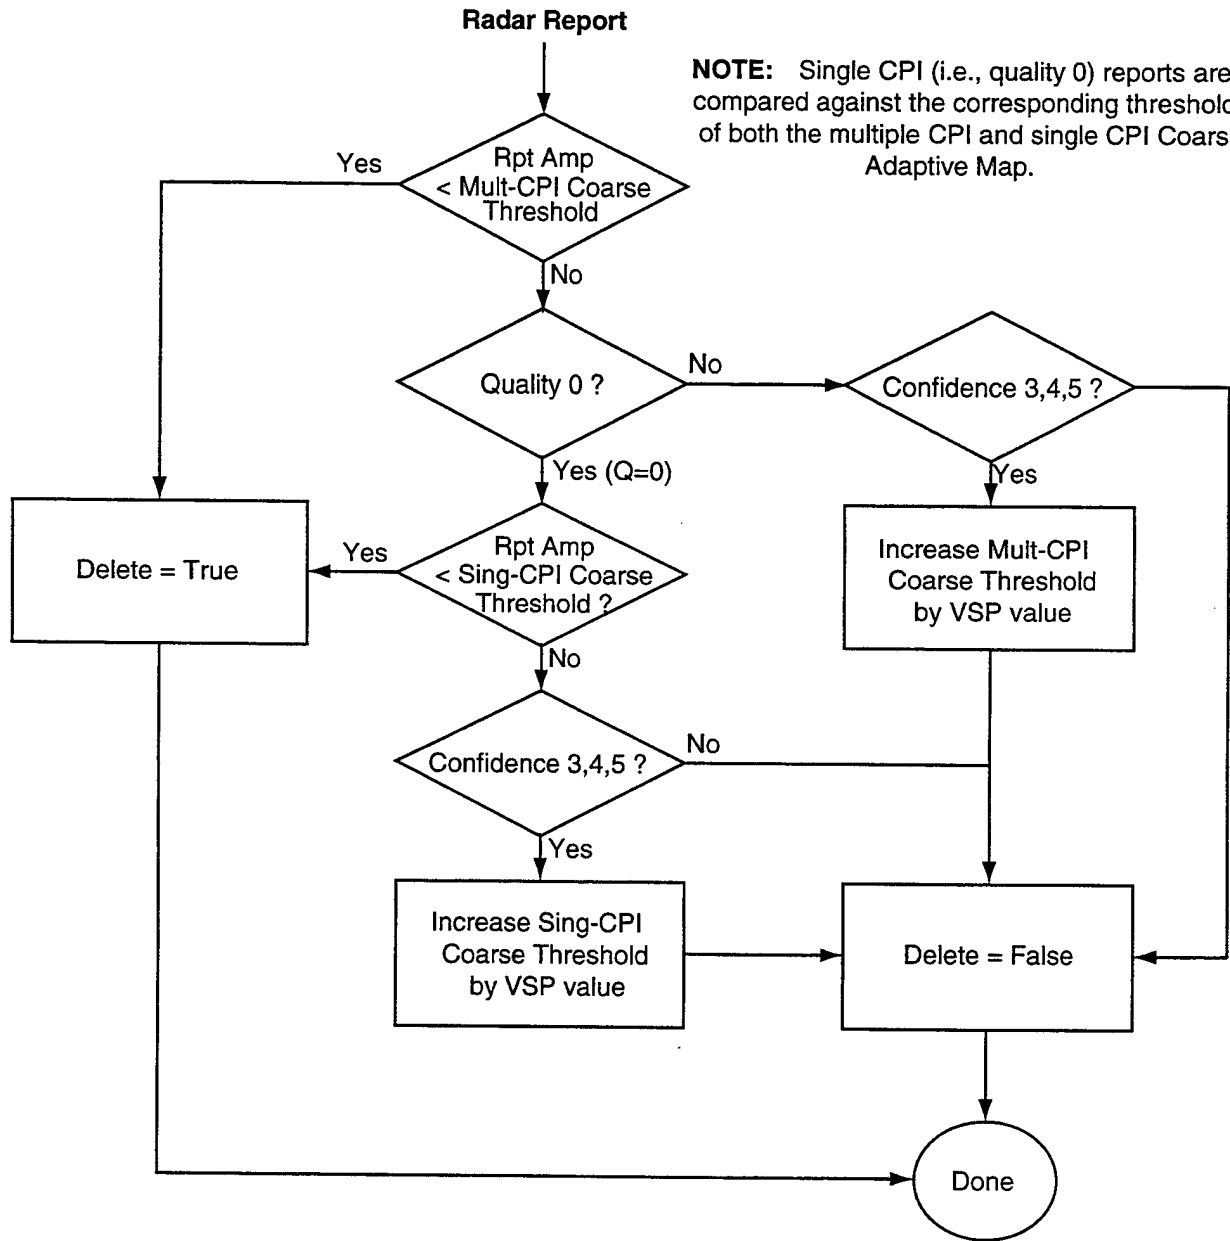 Radar Report
NOTE: Single CPI (i.e., quality 0) reports are
compared against the corresponding threshold
of both the multiple CPI and single CPI Coars
Adaptive Map.
Rpt Amp
< Mult-CPI Coarse
Threshold
Yes
No
Quality 0 ?
No
Confidence 3,4,5 ?
Yes (Q=0)
Yes
Delete = True
Yes
Rpt Amp
< Sing-CPI Coarse
Threshold ?
Increase Mult-CPI
Coarse Threshold
by VSP value
No
Confidence 3,4,5 ?
No
Yes
Increase Sing-CPI
Coarse Threshold
by VSP value
Delete = False
Done